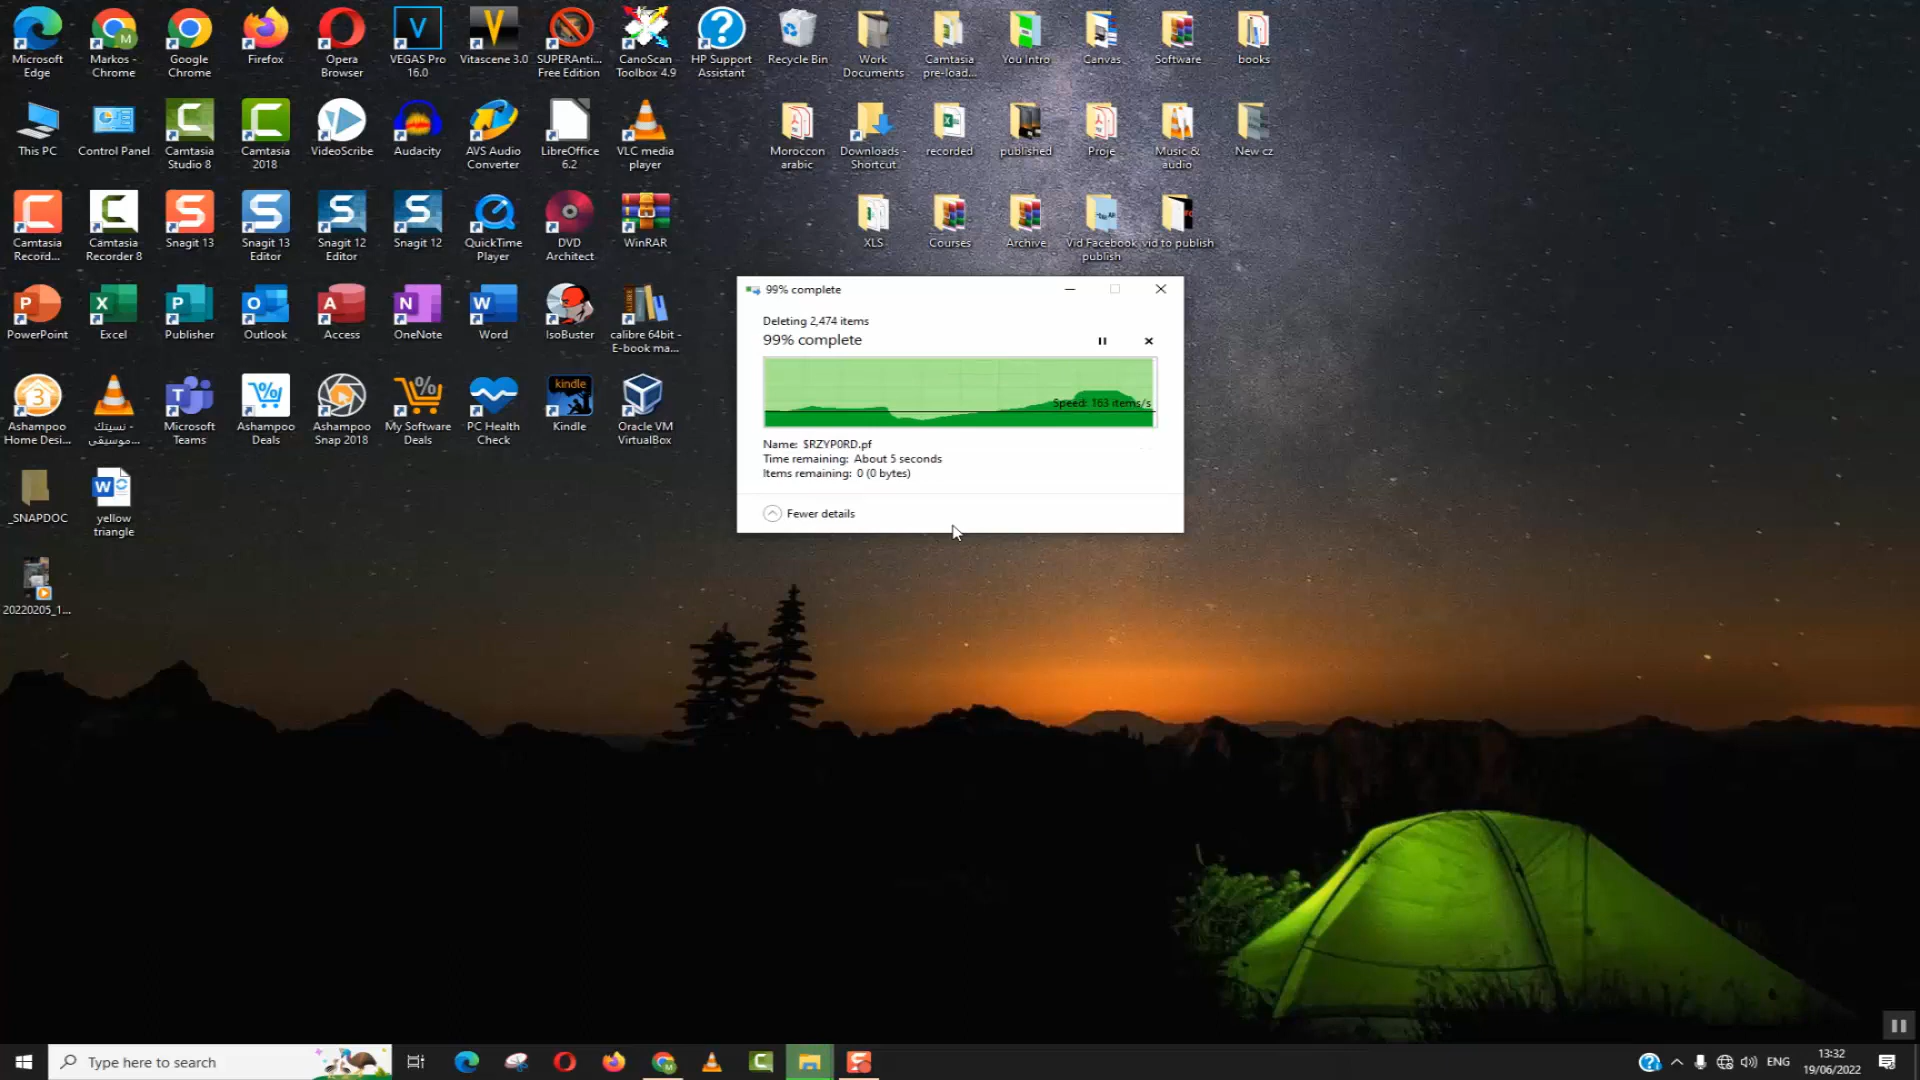 Microsoft Edge
Markos - Chrome
Google Chrome
Firefox
Opera Browser
VEGAS Pro 16.0
Vitascene 3.0
SUPERAnti... Free Edition
CanoScan Toolbox 4.9
HP Support Assistant
Recycle Bin
Work Documents
Camtasia pre-load...
You Intro
Canvas
Software
books
This PC
Control Panel
Camtasia Studio 8
Camtasia 2018
VideoScribe
Audacity
AVS Audio Converter
LibreOffice 6.2
VLC media player
Moroccon arabic
Downloads - Shortcut
recorded
published
Proje
Music & audio
New cz
Camtasia Record...
Camtasia Recorder 8
Snagit 13
Snagit 13 Editor
Snagit 12 Editor
Snagit 12
QuickTime Player
DVD Architect
WinRAR
XLS
Courses
Archive
Vid Facebook publish
vid to publish
PowerPoint
Excel
Publisher
Outlook
Access
OneNote
Word
IsoBuster
calibre 64bit - E-book ma...
99% complete
Deleting 2,474 items
99% complete
Speed: 163 items/s
Name: $RZYP0RD.pf
Time remaining: About 5 seconds
Items remaining: 0 (0 bytes)
Fewer details
Ashampoo Home Desi...
نسيتك - موسيقى...
Microsoft Teams
Ashampoo Deals
Ashampoo Snap 2018
My Software Deals
PC Health Check
kindle
Kindle
Oracle VM VirtualBox
_SNAPDOC
yellow triangle
20220205_1...
Type here to search
ENG
13:32
19/06/2022